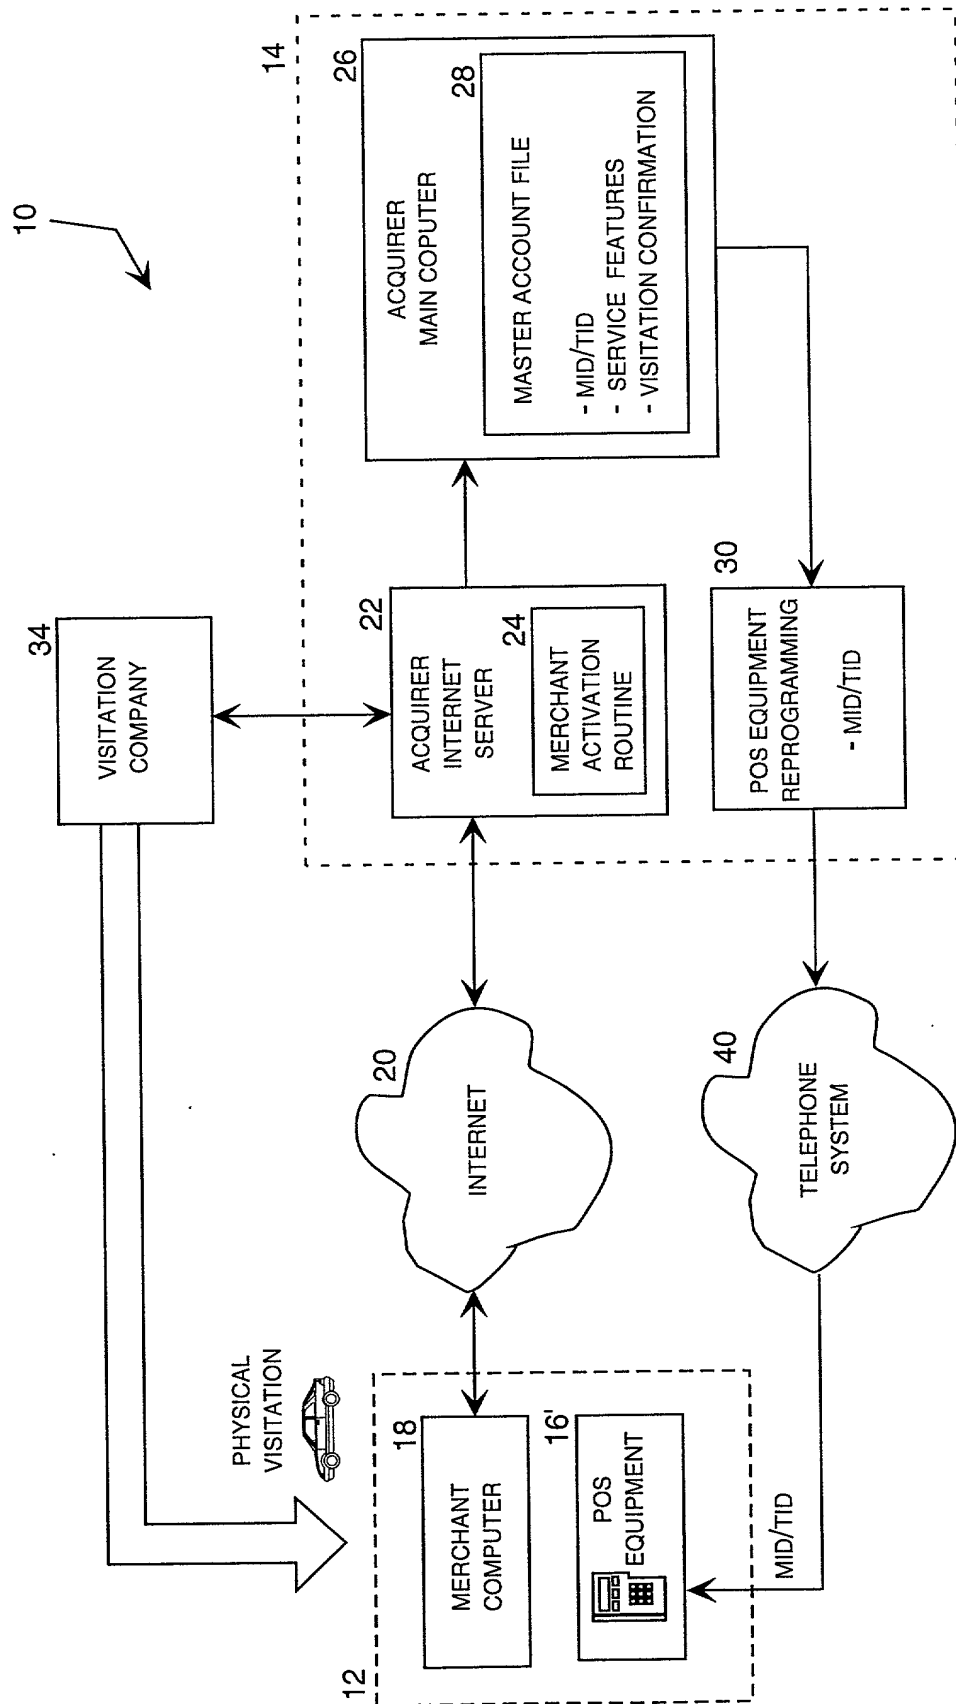 10
14
34
VISITATION
COMPANY
PHYSICAL
VISITATION
12
18
MERCHANT
COMPUTER
20
INTERNET
22
ACQUIRER
INTERNET
SERVER
24
MERCHANT
ACTIVATION
ROUTINE
26
ACQUIRER
MAIN COPUTER
28
MASTER ACCOUNT FILE
- MID/TID
- SERVICE FEATURES
- VISITATION CONFIRMATION
16'
POS
EQUIPMENT
MID/TID
40
TELEPHONE
SYSTEM
30
POS EQUIPMENT
REPROGRAMMING
- MID/TID